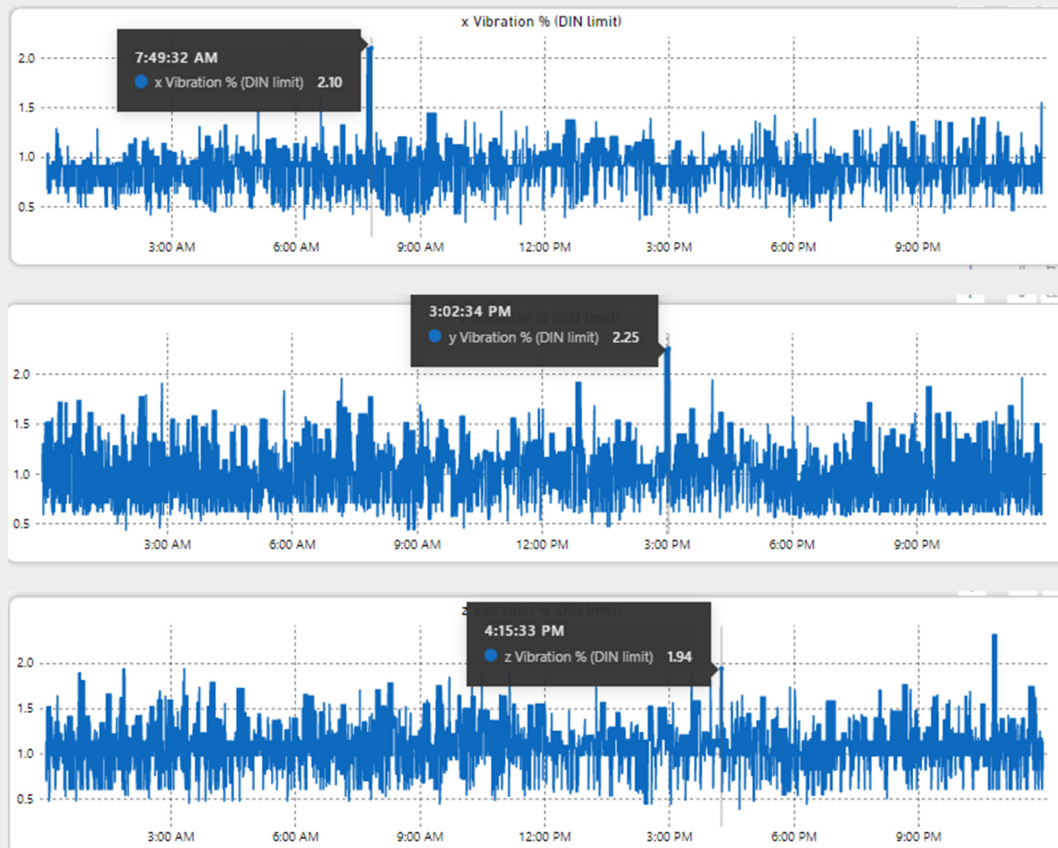 x Vibration % (DIN limit)
7:49:32 AM
x Vibration % (DIN limit) 2.10
2.0
1.5
1.0
0.5
3:00 AM 6:00 AM 9:00 AM 12:00 PM 3:00 PM 6:00 PM 9:00 PM
Vibration % (DIN limit)
3:02:34 PM
y Vibration % (DIN limit) 2.25
2.0
1.5
1.0
0.5
3:00 AM 6:00 AM 9:00 AM 12:00 PM 3:00 PM 6:00 PM 9:00 PM
z Vibration % (DIN limit)
4:15:33 PM
z Vibration % (DIN limit) 1.94
2.0
1.5
1.0
0.5
3:00 AM 6:00 AM 9:00 AM 12:00 PM 3:00 PM 6:00 PM 9:00 PM